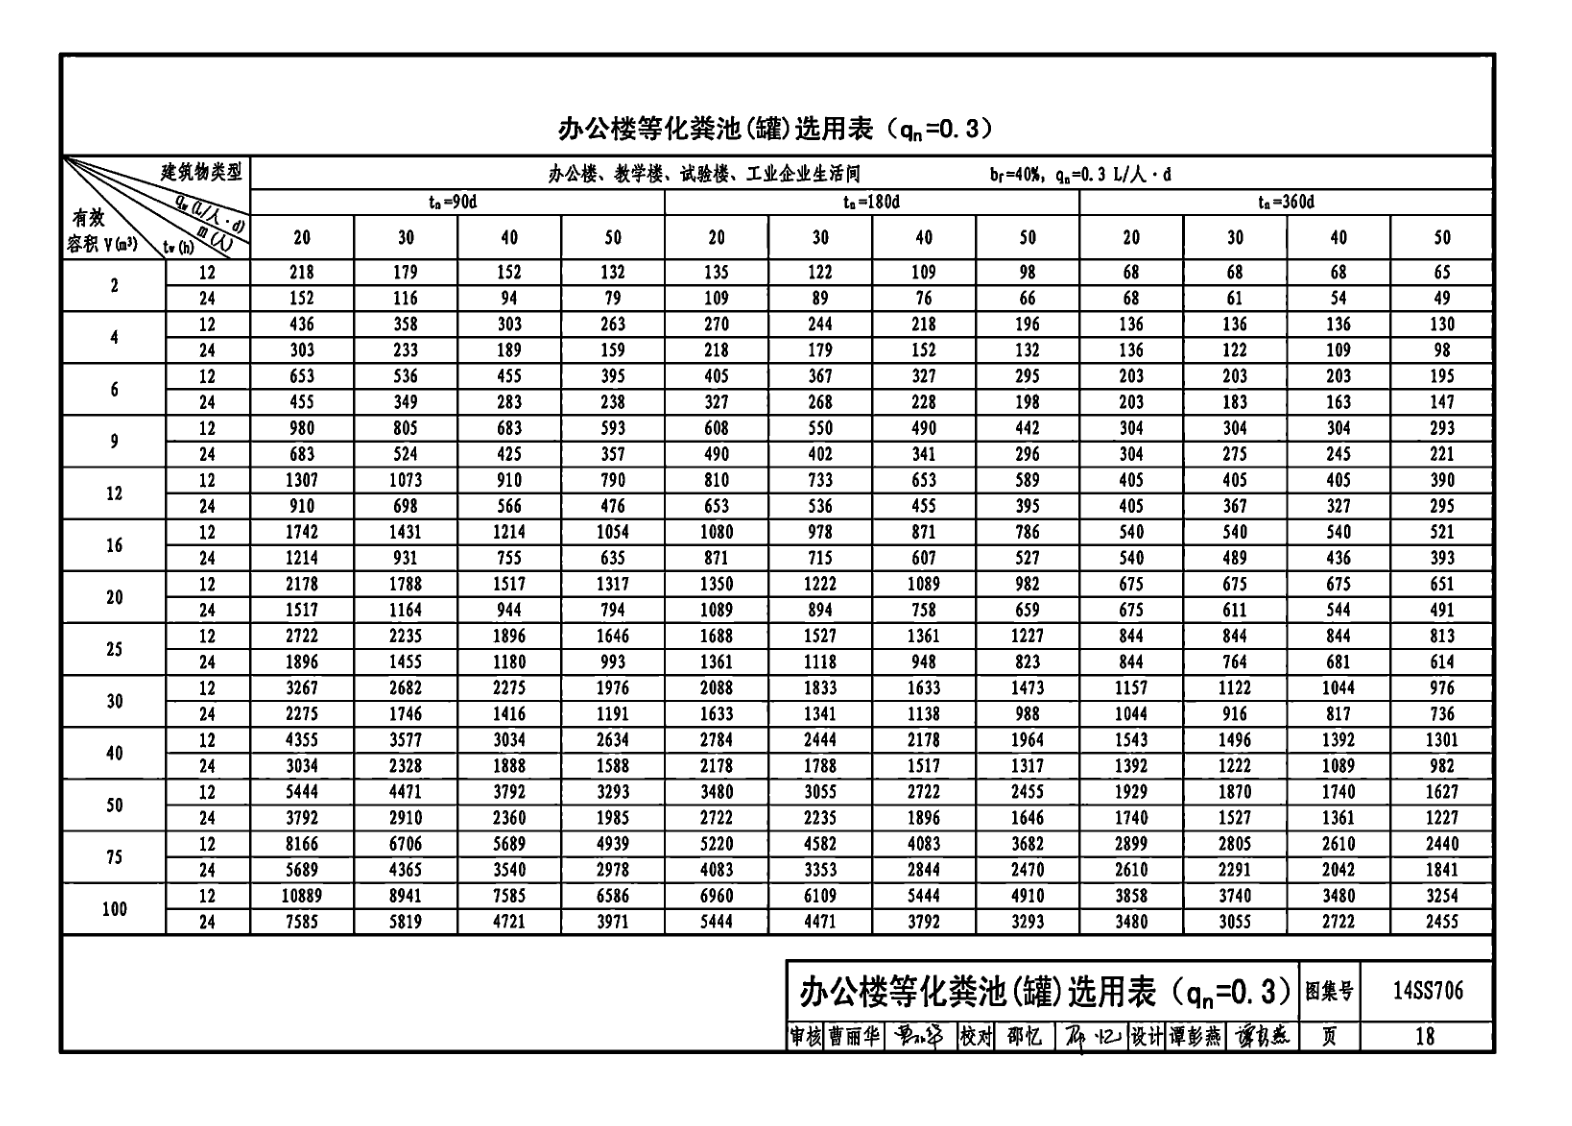 办公楼等化粪池(罐)选用表（qn=0.3）
建筑物类型 办公楼、教学楼、试验楼、工业企业生活间 br=40%, qn=0.3 L/人·d
qw(L/人·d) tn=90d tn=180d tn=360d
有效容积 V(m³) tw(h) m(人) 20 30 40 50 20 30 40 50 20 30 40 50
2 12 218 179 152 132 135 122 109 98 68 68 68 65
24 152 116 94 79 109 89 76 66 68 61 54 49
4 12 436 358 303 263 270 244 218 196 136 136 136 130
24 303 233 189 159 218 179 152 132 136 122 109 98
6 12 653 536 455 395 405 367 327 295 203 203 203 195
24 455 349 283 238 327 268 228 198 203 183 163 147
9 12 980 805 683 593 608 550 490 442 304 304 304 293
24 683 524 425 357 490 402 341 296 304 275 245 221
12 12 1307 1073 910 790 810 733 653 589 405 405 405 390
24 910 698 566 476 653 536 455 395 405 367 327 295
16 12 1742 1431 1214 1054 1080 978 871 786 540 540 540 521
24 1214 931 755 635 871 715 607 527 540 489 436 393
20 12 2178 1788 1517 1317 1350 1222 1089 982 675 675 675 651
24 1517 1164 944 794 1089 894 758 659 675 611 544 491
25 12 2722 2235 1896 1646 1688 1527 1361 1227 844 844 844 813
24 1896 1455 1180 993 1361 1118 948 823 844 764 681 614
30 12 3267 2682 2275 1976 2088 1833 1633 1473 1157 1122 1044 976
24 2275 1746 1416 1191 1633 1341 1138 988 1044 916 817 736
40 12 4355 3577 3034 2634 2784 2444 2178 1964 1543 1496 1392 1301
24 3034 2328 1888 1588 2178 1788 1517 1317 1392 1222 1089 982
50 12 5444 4471 3792 3293 3480 3055 2722 2455 1929 1870 1740 1627
24 3792 2910 2360 1985 2722 2235 1896 1646 1740 1527 1361 1227
75 12 8166 6706 5689 4939 5220 4582 4083 3682 2899 2805 2610 2440
24 5689 4365 3540 2978 4083 3353 2844 2470 2610 2291 2042 1841
100 12 10889 8941 7585 6586 6960 6109 5444 4910 3858 3740 3480 3254
24 7585 5819 4721 3971 5444 4471 3792 3293 3480 3055 2722 2455
办公楼等化粪池(罐)选用表（qn=0.3） 图集号 14SS706
审核 曹丽华 校对 邵忆 设计 谭彭燕 页 18